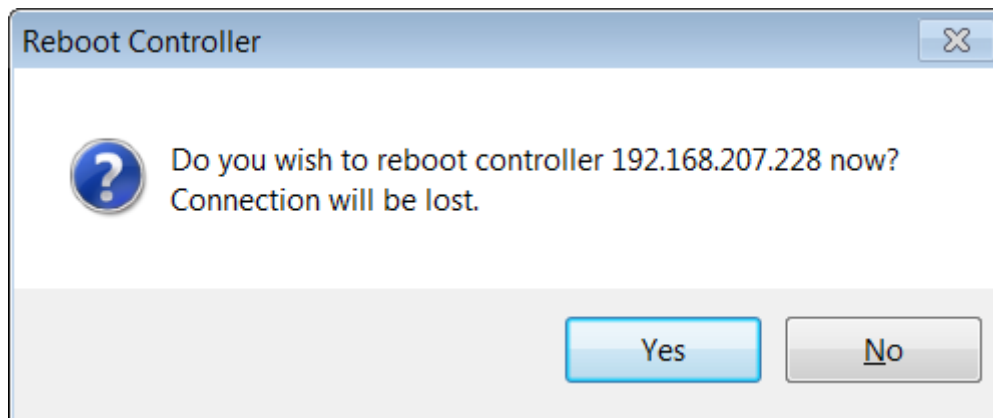 Reboot Controller
Do you wish to reboot controller 192.168.207.228 now?
Connection will be lost.
Yes
No